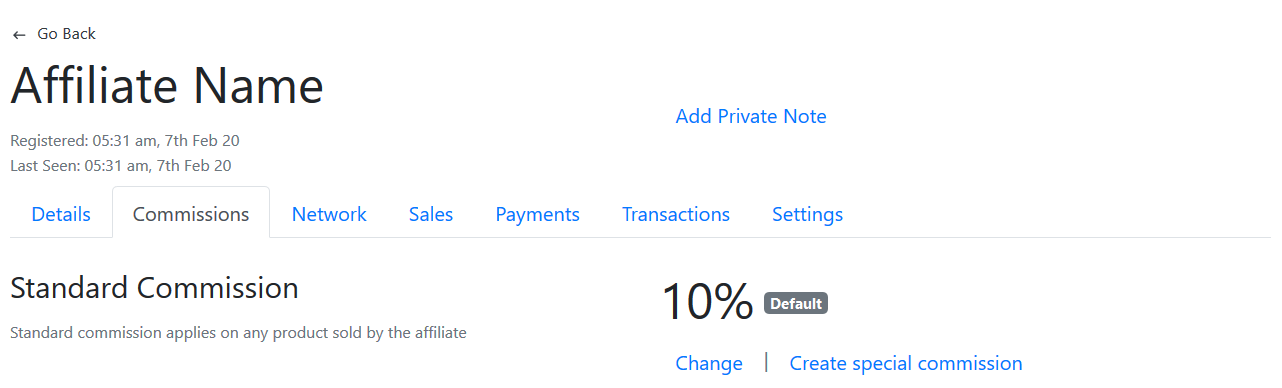 ← Go Back
Affiliate Name
Add Private Note
Registered: 05:31 am, 7th Feb 20
Last Seen: 05:31 am, 7th Feb 20
Details Commissions Network Sales Payments Transactions Settings
Standard Commission
10% Default
Standard commission applies on any product sold by the affiliate
Change | Create special commission